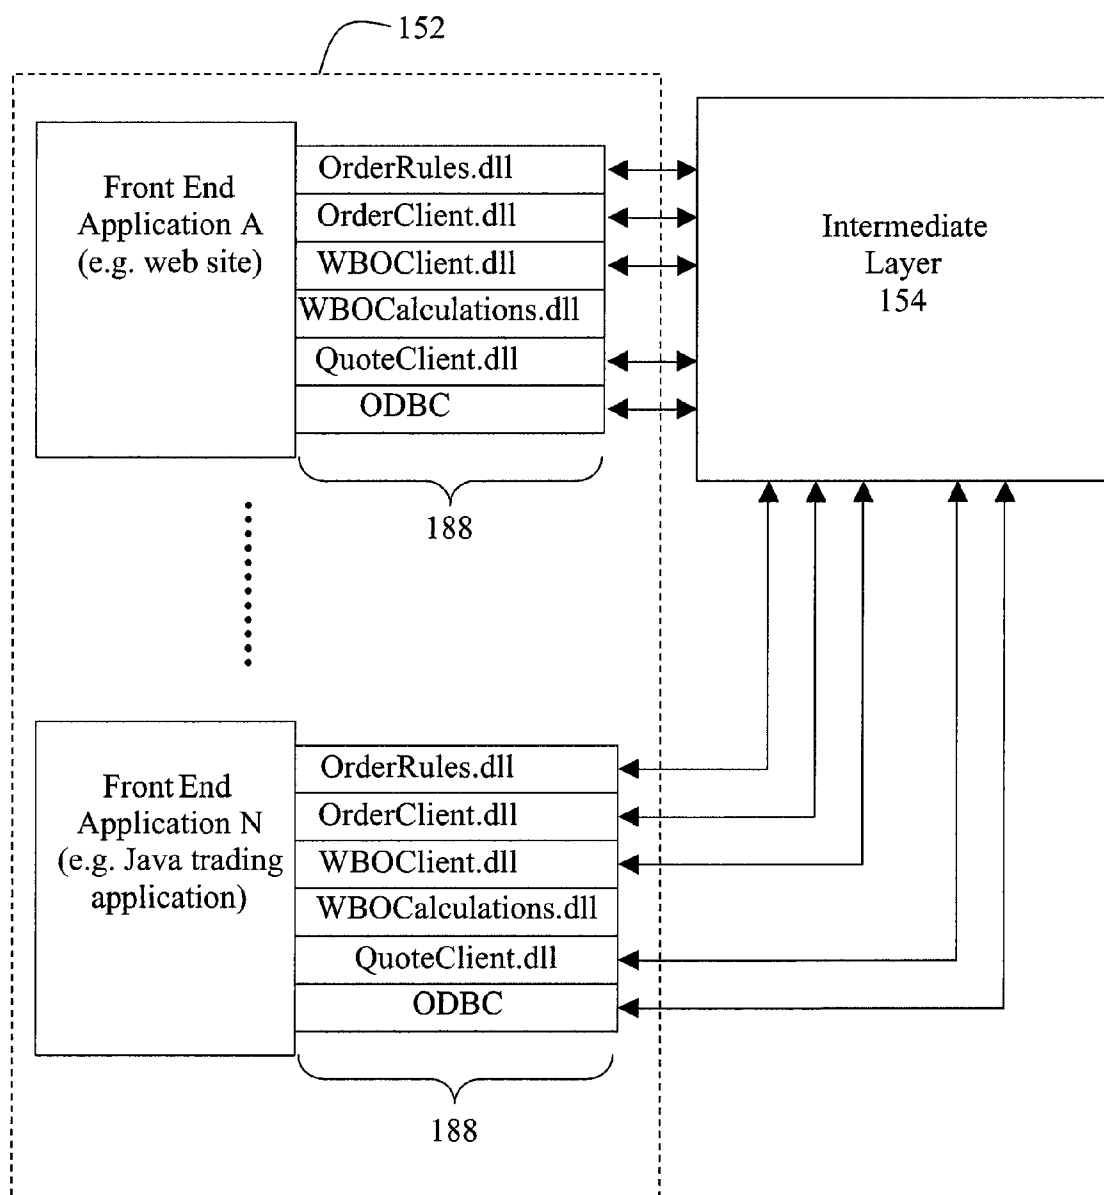 152
Front End
Application A
(e.g. web site)
OrderRules.dll
OrderClient.dll
WBOClient.dll
WBOCalculations.dll
QuoteClient.dll
ODBC
188
Intermediate
Layer
154
Front End
Application N
(e.g. Java trading
application)
OrderRules.dll
OrderClient.dll
WBOClient.dll
WBOCalculations.dll
QuoteClient.dll
ODBC
188